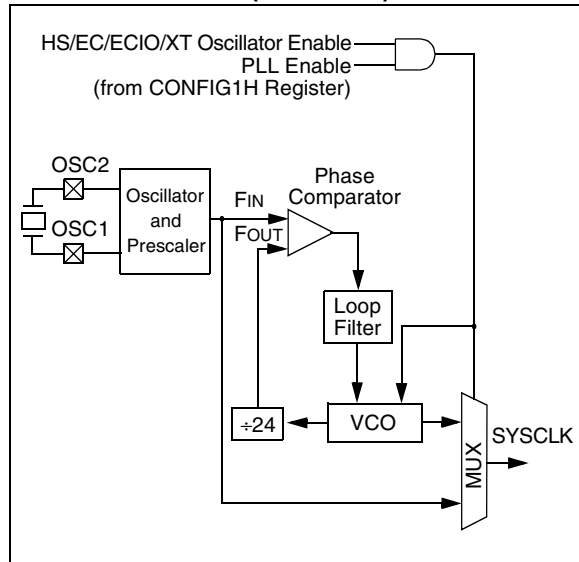 HS/EC/ECIO/XT Oscillator Enable
PLL Enable
(from CONFIG1H Register)
OSC2
OSC1
Oscillator
and
Prescaler
FIN
FOUT
Phase
Comparator
Loop
Filter
÷24
VCO
MUX
SYSCLK